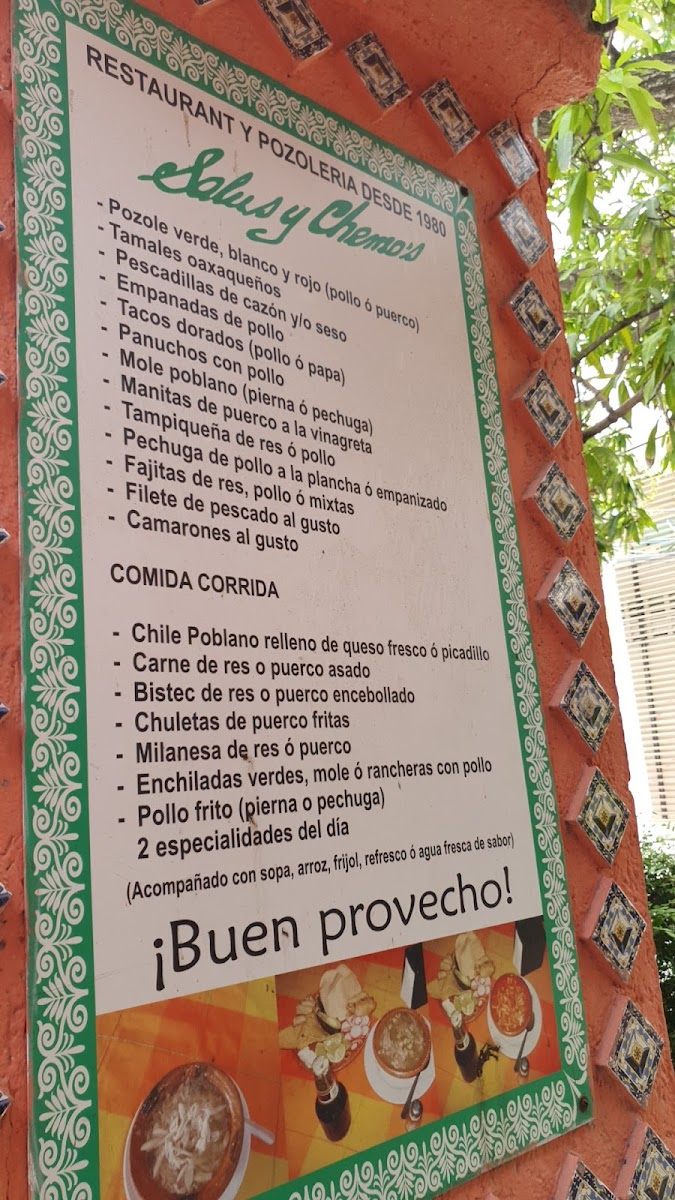 RESTAURANT Y POZOLERIA DESDE 1980
Salus y Chemo's
- Pozole verde, blanco y rojo (pollo ó puerco)
- Tamales oaxaqueños
- Pescadillas de cazón y/o seso
- Empanadas de pollo
- Tacos dorados (pollo ó papa)
- Panuchos con pollo
- Mole poblano (pierna ó pechuga)
- Manitas de puerco a la vinagreta
- Tampiqueña de res ó pollo
- Pechuga de pollo a la plancha ó empanizado
- Fajitas de res, pollo ó mixtas
- Filete de pescado al gusto
- Camarones al gusto
COMIDA CORRIDA
- Chile Poblano relleno de queso fresco ó picadillo
- Carne de res o puerco asado
- Bistec de res o puerco encebollado
- Chuletas de puerco fritas
- Milanesa de res ó puerco
- Enchiladas verdes, mole ó rancheras con pollo
- Pollo frito (pierna o pechuga)
2 especialidades del día
(Acompañado con sopa, arroz, frijol, refresco ó agua fresca de sabor)
¡Buen provecho!